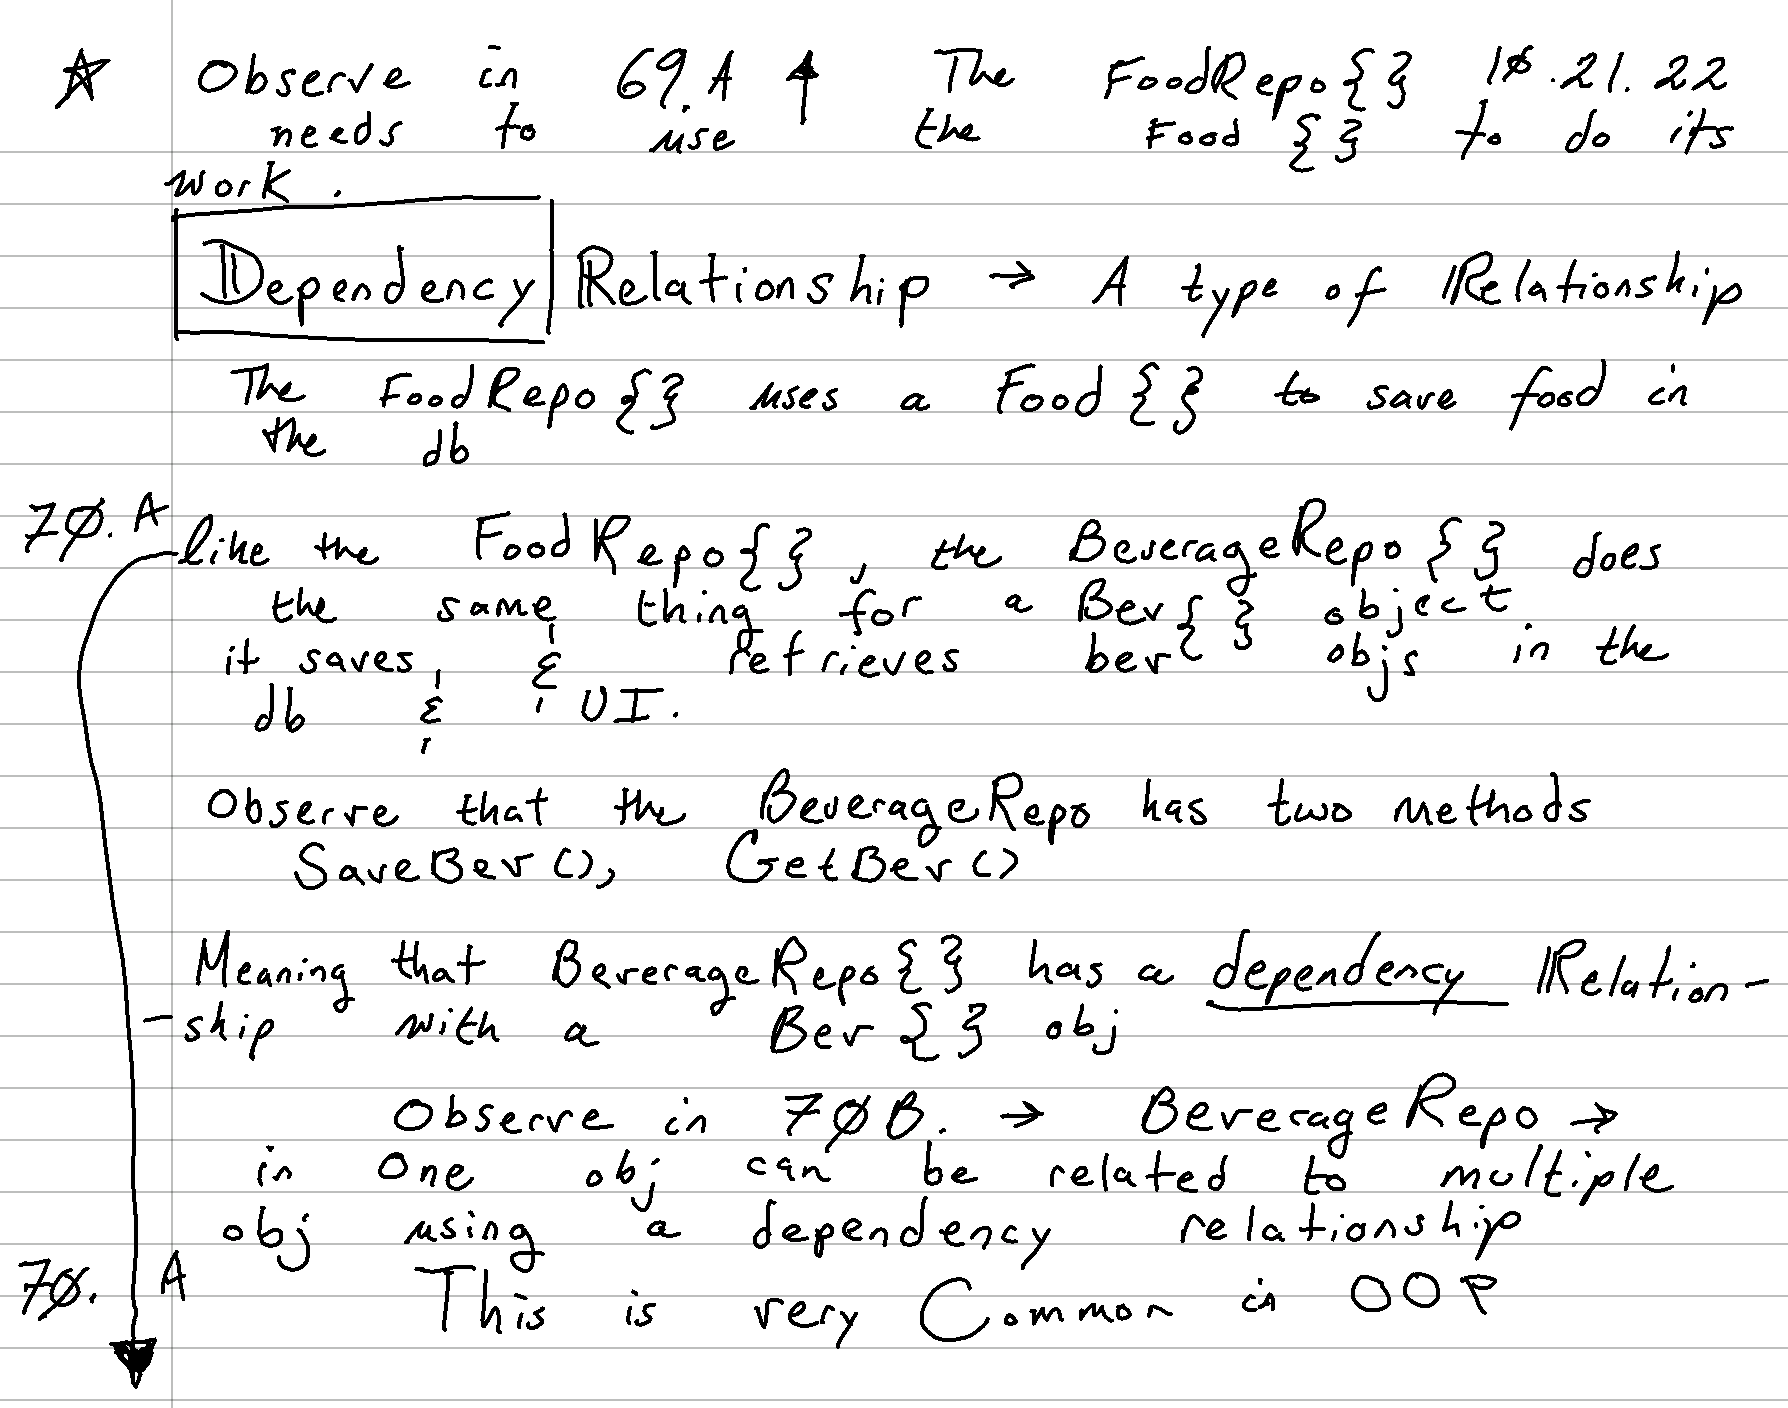 ☆ Observe in 69.A ↑ The FoodRepo{} 10.21.22
needs to use the Food {} to do its
work.
Dependency Relationship → A type of Relationship
The FoodRepo{} uses a Food{} to save food in
the db
70.A
like the FoodRepo{}, the BeverageRepo{} does
the same thing for a Bev{} object
it saves, & retrieves bev objs in the
db & UI.
Observe that the BeverageRepo has two methods
SaveBev(), GetBev()
Meaning that BeverageRepo{} has a dependency Relation-
-ship with a Bev{} obj
Observe in 70B. → BeverageRepo →
in one obj can be related to multiple
obj using a dependency relationship
70. A This is very Common in OOP